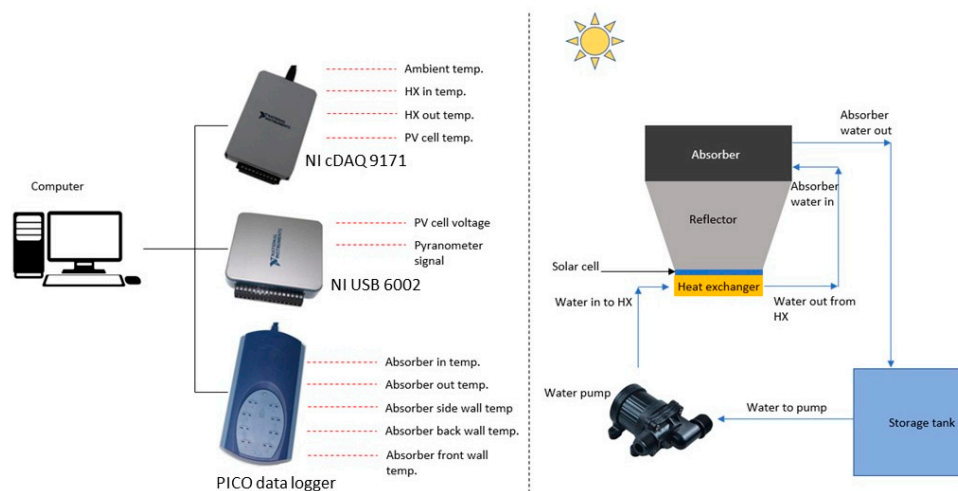 Computer
Ambient temp.
HX in temp.
HX out temp.
PV cell temp.
NI cDAQ 9171
PV cell voltage
Pyranometer
signal
NI USB 6002
Absorber in temp.
Absorber out temp.
Absorber side wall temp
Absorber back wall temp.
Absorber front wall
temp.
PICO data logger
Absorber
water out
Absorber
Absorber
water in
Reflector
Solar cell
Heat exchanger
Water in to HX
Water out from
HX
Water pump
Water to pump
Storage tank
NATIONAL
INSTRUMENTS